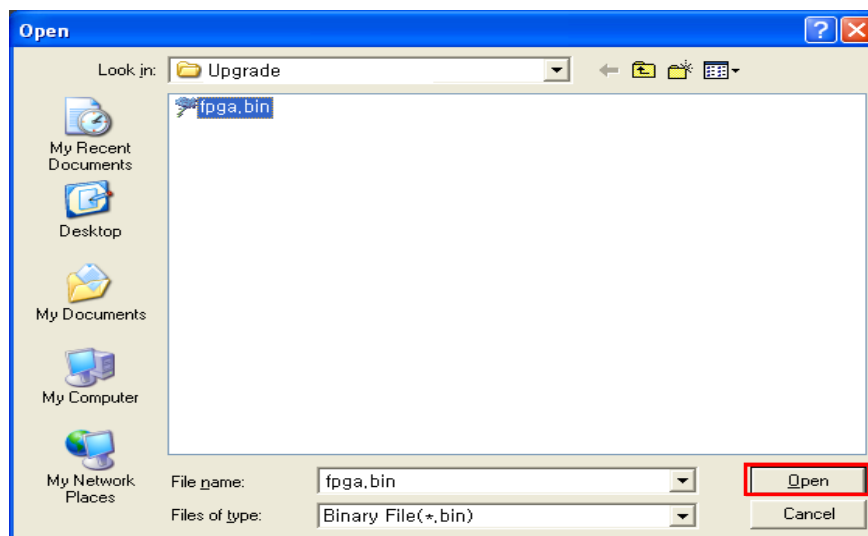 Open
Look in: Upgrade
fpga.bin
My Recent
Documents
Desktop
My Documents
My Computer
My Network
Places
File name: fpga.bin Open
Files of type: Binary File(*.bin) Cancel